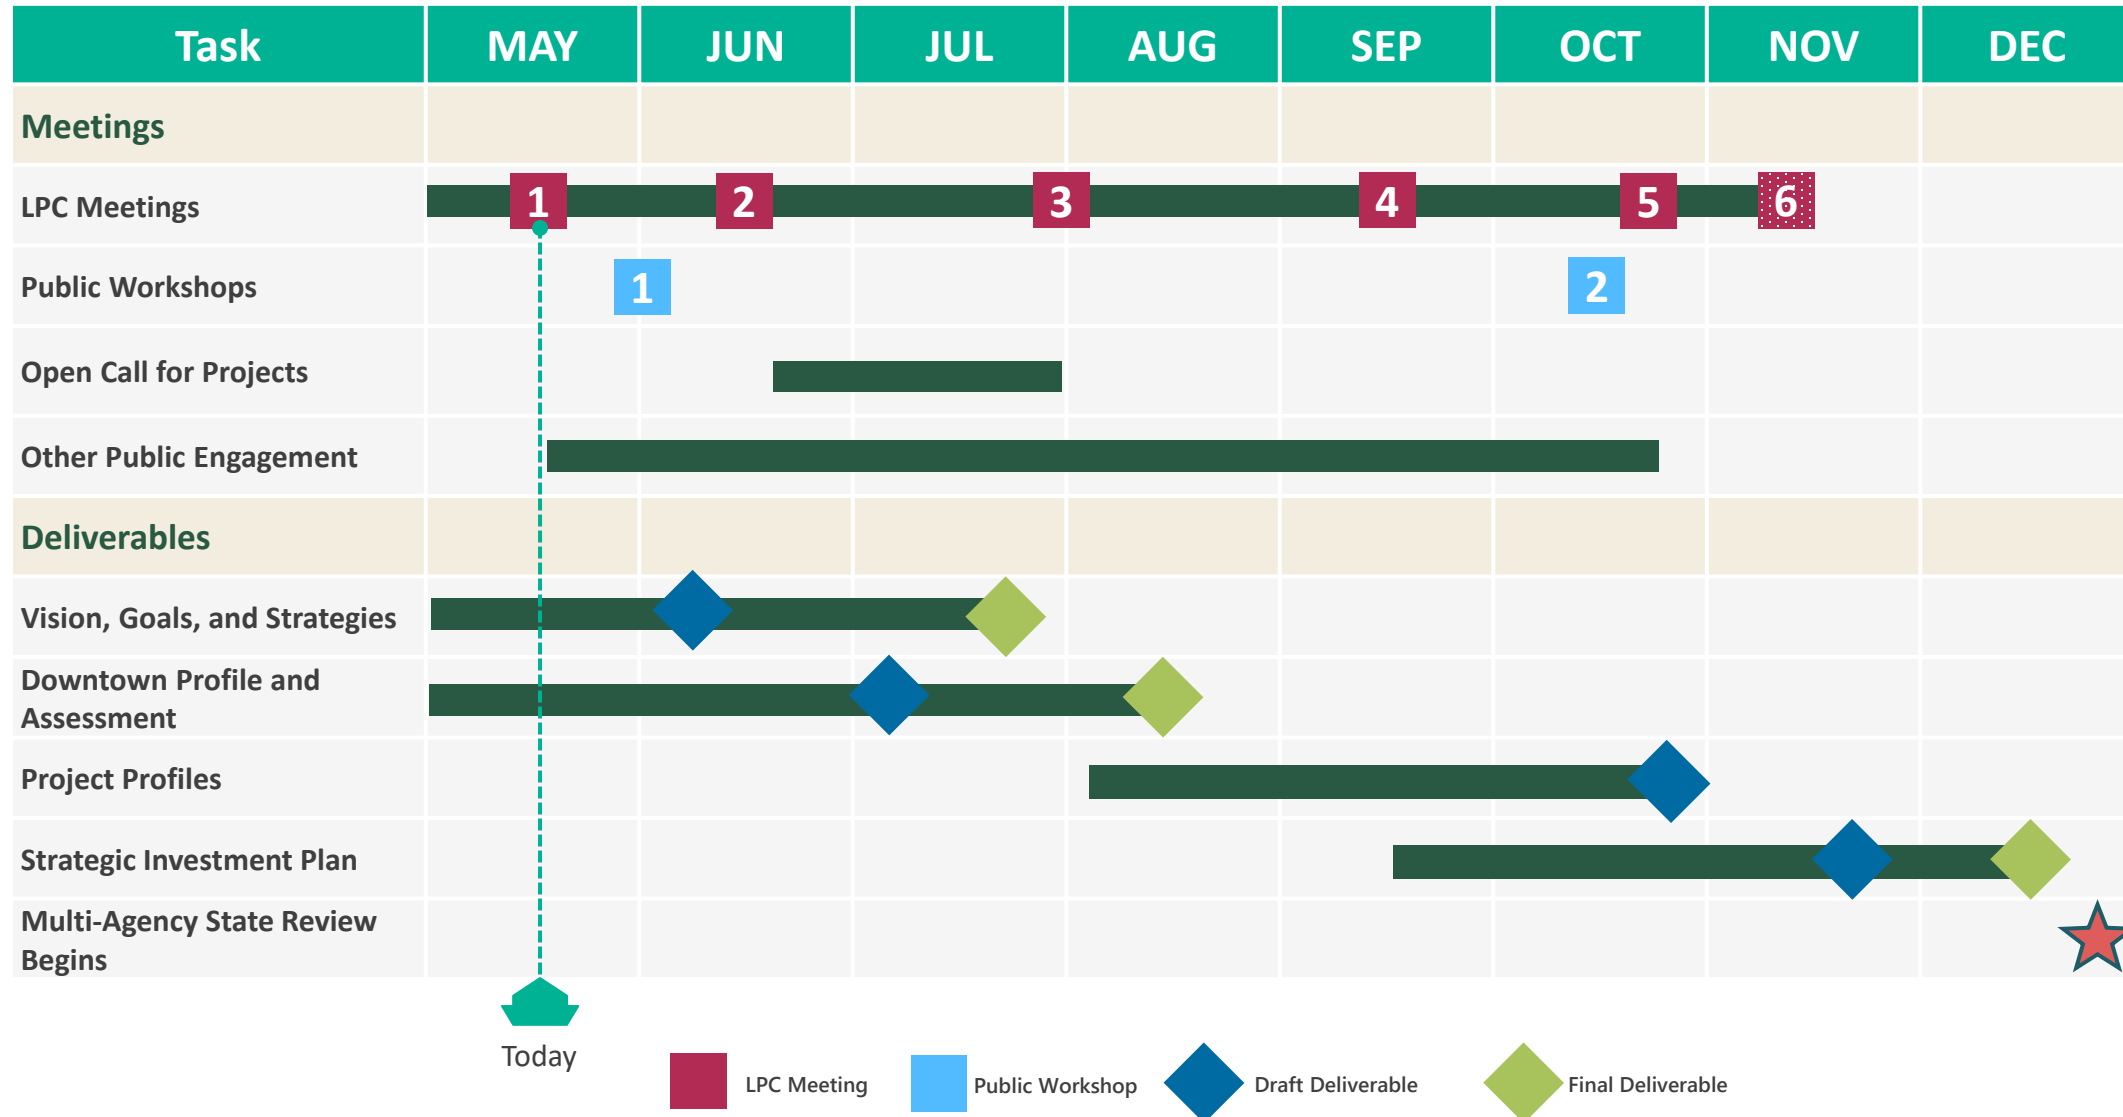 Task MAY JUN JUL AUG SEP OCT NOV DEC
Meetings
LPC Meetings 1 2 3 4 5 6
Public Workshops 1 2
Open Call for Projects
Other Public Engagement
Deliverables
Vision, Goals, and Strategies
Downtown Profile and
Assessment
Project Profiles
Strategic Investment Plan
Multi-Agency State Review
Begins
Today
LPC Meeting Public Workshop Draft Deliverable Final Deliverable